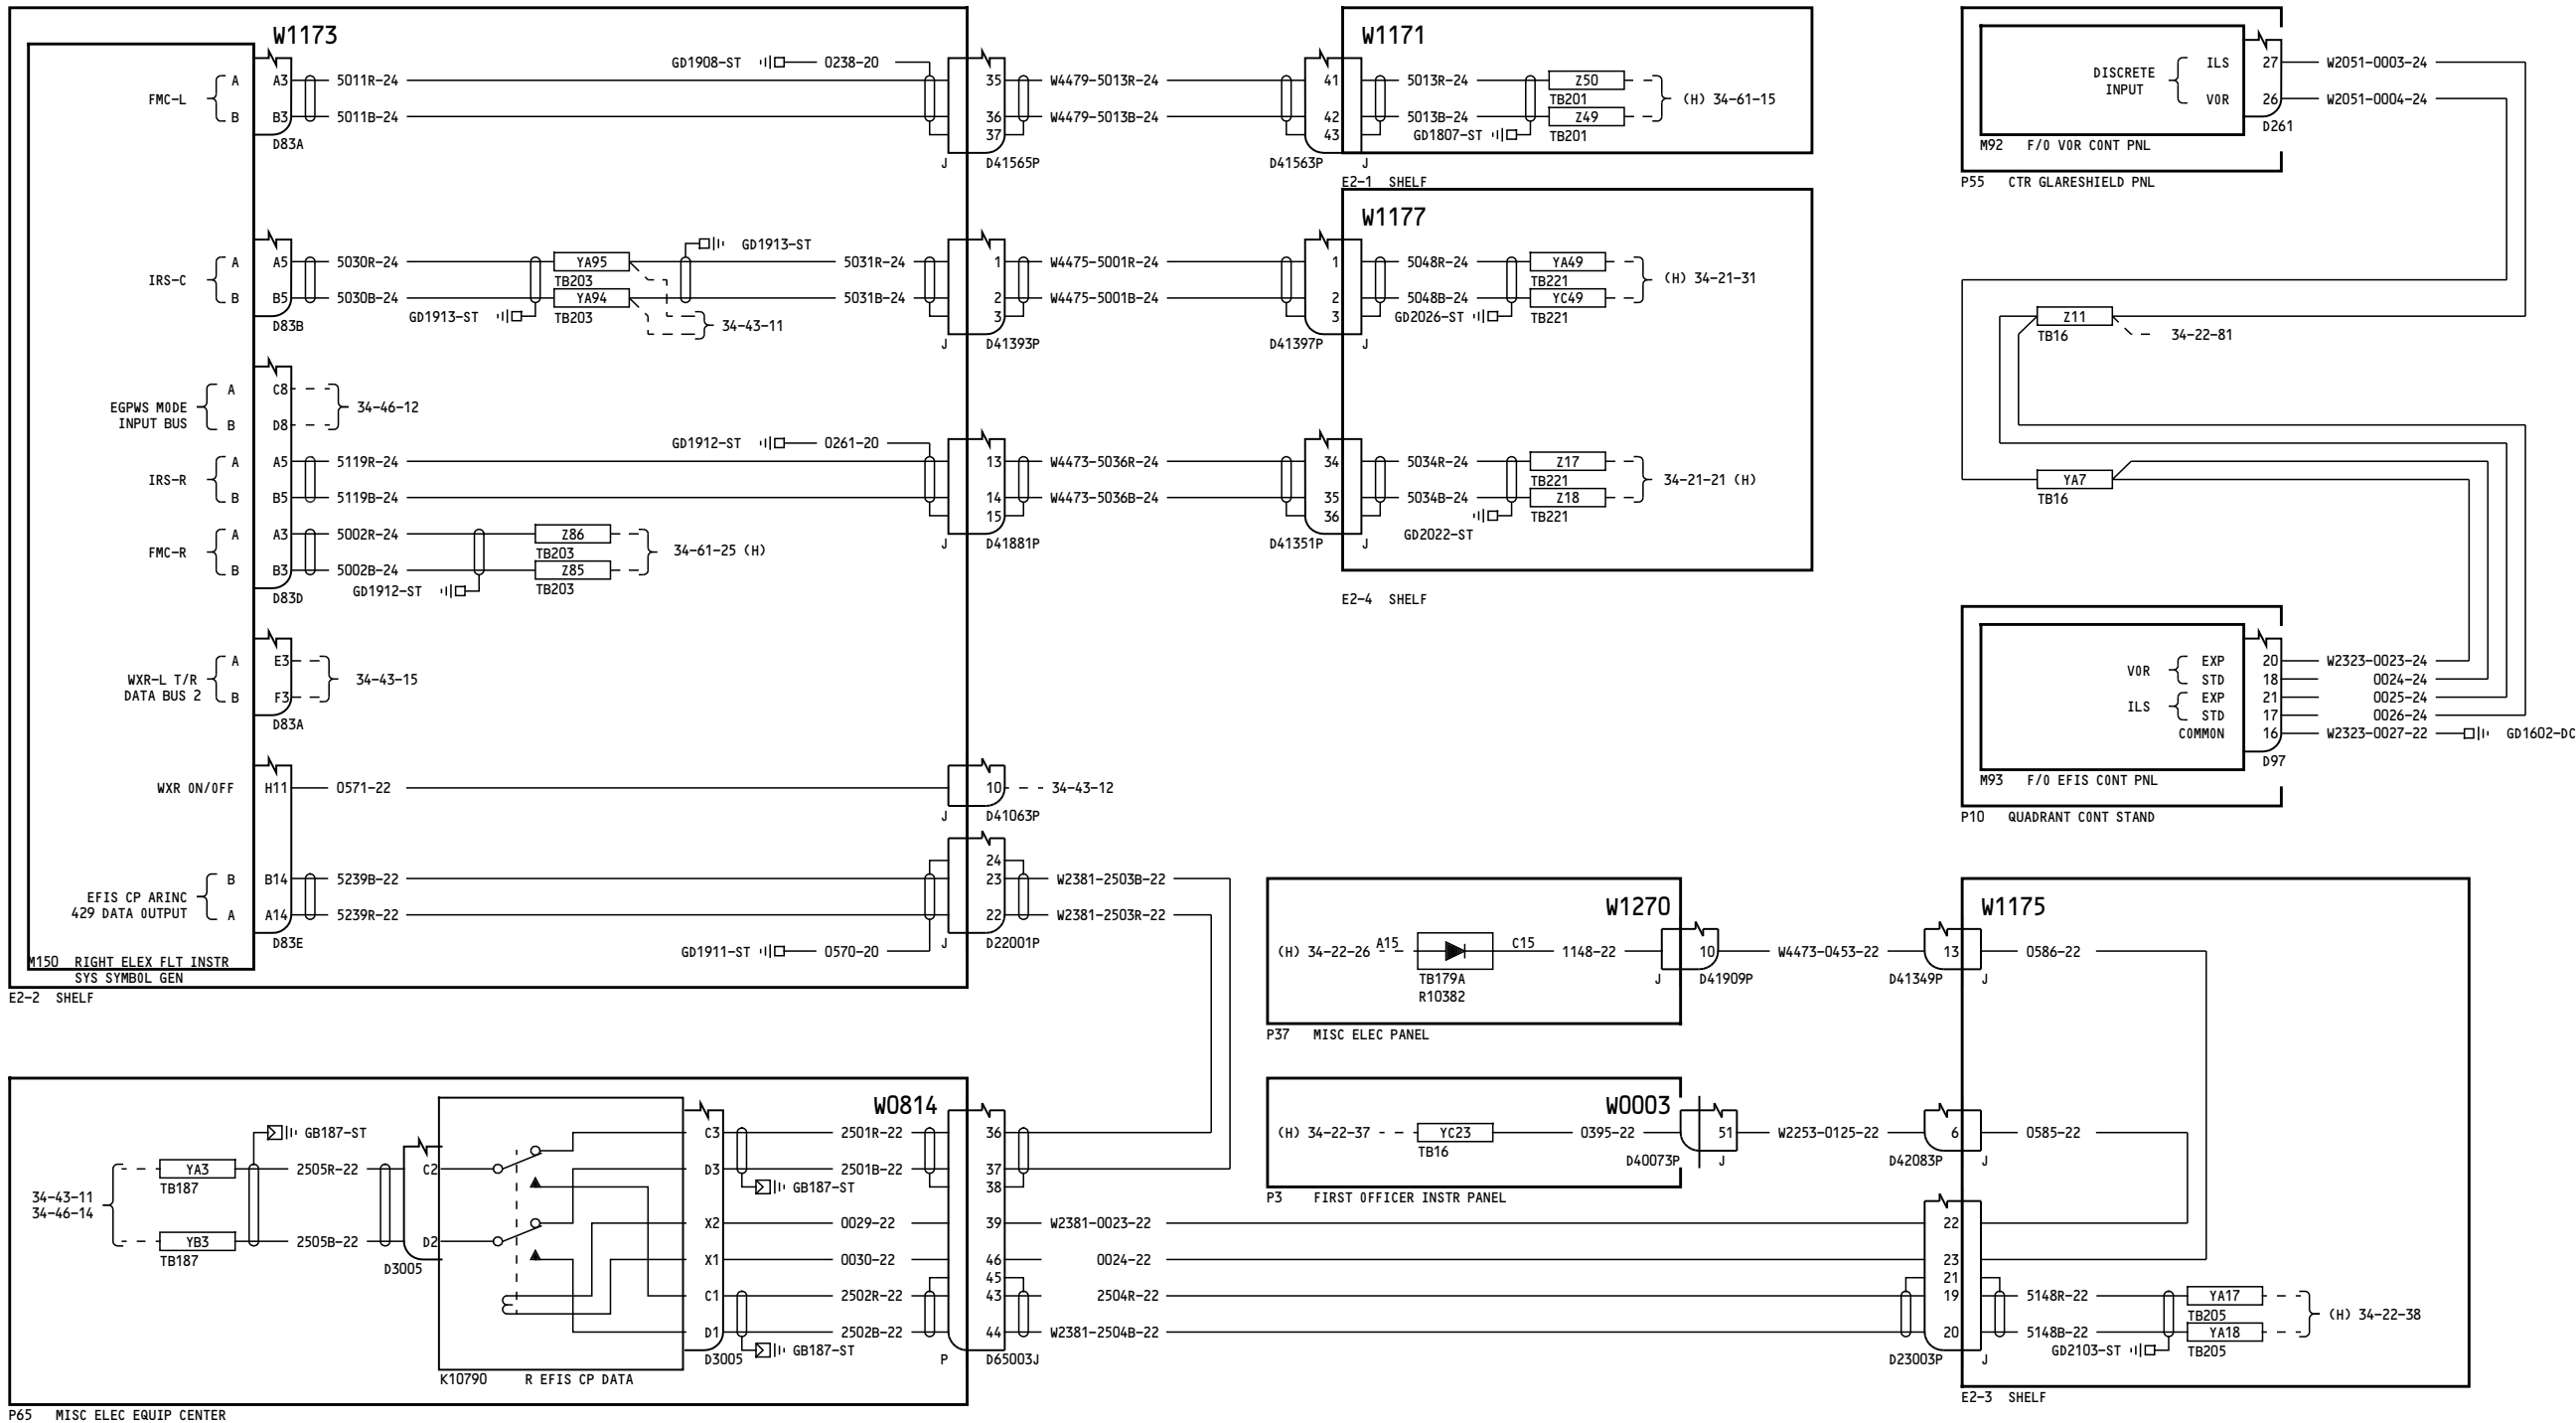 W1173
FMC-L
A A3 5011R-24
B B3 5011B-24
D83A
GD1908-ST 0238-20
35 W4479-5013R-24 41
36 W4479-5013B-24 42
37 43
J D41565P D41563P J
W1171
5013R-24 Z50
TB201
5013B-24 Z49
TB201
GD1807-ST
(H) 34-61-15
E2-1 SHELF
DISCRETE
INPUT
ILS 27 W2051-0003-24
VOR 26 W2051-0004-24
D261
M92 F/O VOR CONT PNL
P55 CTR GLARESHIELD PNL
IRS-C
A A5 5030R-24 YA95 5031R-24
TB203
B B5 5030B-24 YA94 5031B-24
TB203
D83B
GD1913-ST
GD1913-ST
34-43-11
1 W4475-5001R-24 1
2 W4475-5001B-24 2
3 3
J D41393P D41397P J
W1177
5048R-24 YA49
TB221
5048B-24 YC49
TB221
GD2026-ST
(H) 34-21-31
Z11
TB16
34-22-81
EGPWS MODE
INPUT BUS
A C8
B D8
34-46-12
GD1912-ST 0261-20
IRS-R
A A5 5119R-24
B B5 5119B-24
13 W4473-5036R-24 34
14 W4473-5036B-24 35
15 36
J D41881P D41351P J
5034R-24 Z17
TB221
5034B-24 Z18
TB221
GD2022-ST
34-21-21 (H)
E2-4 SHELF
YA7
TB16
FMC-R
A A3 5002R-24 Z86
TB203
B B3 5002B-24 Z85
TB203
D83D
GD1912-ST
34-61-25 (H)
WXR-L T/R
DATA BUS 2
A E3
B F3
D83A
34-43-15
VOR
EXP 20 W2323-0023-24
STD 18 0024-24
ILS
EXP 21 0025-24
STD 17 0026-24
COMMON 16 W2323-0027-22 GD1602-DC
D97
M93 F/O EFIS CONT PNL
P10 QUADRANT CONT STAND
WXR ON/OFF H11 0571-22 10 34-43-12
J D41063P
24
EFIS CP ARINC
429 DATA OUTPUT
B B14 5239B-22 23 W2381-2503B-22
A A14 5239R-22 22 W2381-2503R-22
D83E
GD1911-ST 0570-20
J D22001P
M150 RIGHT ELEX FLT INSTR
SYS SYMBOL GEN
E2-2 SHELF
W1270
(H) 34-22-26 A15 C15 1148-22 10 W4473-0453-22 13 0586-22
TB179A
R10382
J D41909P D41349P J
P37 MISC ELEC PANEL
W1175
W0003
(H) 34-22-37 YC23 0395-22 51 W2253-0125-22 6 0585-22
TB16
D40073P J D42083P J
P3 FIRST OFFICER INSTR PANEL
W0814
34-43-11
34-46-14
GB187-ST
YA3 2505R-22 C2
TB187
YB3 2505B-22 D2
TB187
D3005
C3 2501R-22 36
D3 2501B-22 37
GB187-ST 38
X2 0029-22 39 W2381-0023-22 22
X1 0030-22 46 0024-22 23
45 21
C1 2502R-22 43 2504R-22 19 5148R-22 YA17
TB205
D1 2502B-22 44 W2381-2504B-22 20 5148B-22 YA18
TB205
GB187-ST
D3005 P D65003J D23003P J
GD2103-ST
(H) 34-22-38
K10790 R EFIS CP DATA
E2-3 SHELF
P65 MISC ELEC EQUIP CENTER